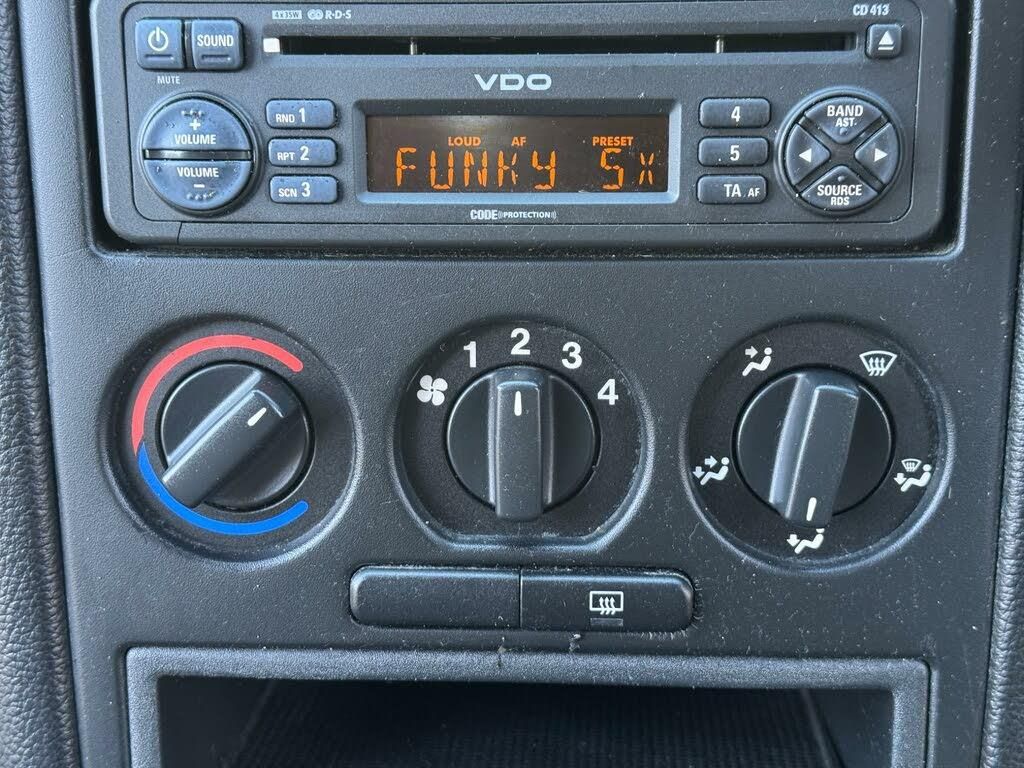 4x35W R·D·S
CD 413
SOUND
MUTE
VDO
+
VOLUME
VOLUME
−
RND 1
RPT 2
SCN 3
LOUD AF PRESET
FUNKY SX
CODE PROTECTION
4
5
TA AF
BAND
AST
SOURCE
RDS
1 2 3 4